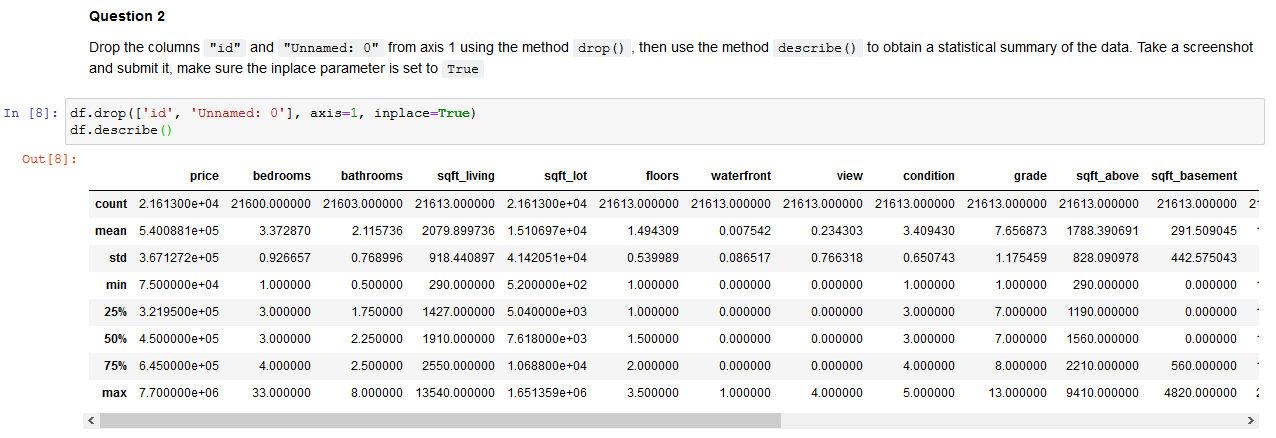 Question 2
Drop the columns "id" and "Unnamed: 0" from axis 1 using the method drop() , then use the method describe() to obtain a statistical summary of the data. Take a screenshot
and submit it, make sure the inplace parameter is set to True
In [8]: df.drop(['id', 'Unnamed: 0'], axis=1, inplace=True)
df.describe()
Out[8]:
price bedrooms bathrooms sqft_living sqft_lot floors waterfront view condition grade sqft_above sqft_basement
count 2.161300e+04 21600.000000 21603.000000 21613.000000 2.161300e+04 21613.000000 21613.000000 21613.000000 21613.000000 21613.000000 21613.000000 21613.000000 21
mean 5.400881e+05 3.372870 2.115736 2079.899736 1.510697e+04 1.494309 0.007542 0.234303 3.409430 7.656873 1788.390691 291.509045
std 3.671272e+05 0.926657 0.768996 918.440897 4.142051e+04 0.539989 0.086517 0.766318 0.650743 1.175459 828.090978 442.575043
min 7.500000e+04 1.000000 0.500000 290.000000 5.200000e+02 1.000000 0.000000 0.000000 1.000000 1.000000 290.000000 0.000000
25% 3.219500e+05 3.000000 1.750000 1427.000000 5.040000e+03 1.000000 0.000000 0.000000 3.000000 7.000000 1190.000000 0.000000
50% 4.500000e+05 3.000000 2.250000 1910.000000 7.618000e+03 1.500000 0.000000 0.000000 3.000000 7.000000 1560.000000 0.000000
75% 6.450000e+05 4.000000 2.500000 2550.000000 1.068800e+04 2.000000 0.000000 0.000000 4.000000 8.000000 2210.000000 560.000000
max 7.700000e+06 33.000000 8.000000 13540.000000 1.651359e+06 3.500000 1.000000 4.000000 5.000000 13.000000 9410.000000 4820.000000